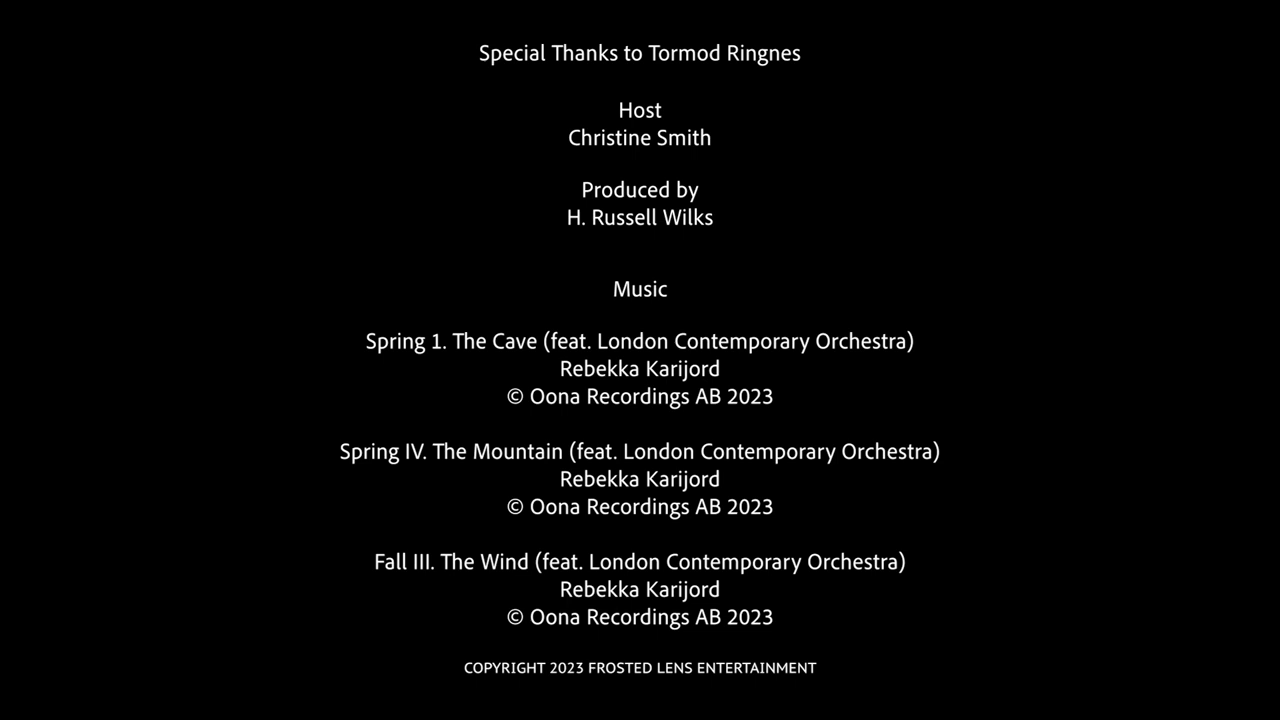 Special Thanks to Tormod Ringnes
Host
Christine Smith
Produced by
H. Russell Wilks
Music
Spring 1. The Cave (feat. London Contemporary Orchestra)
Rebekka Karijord
© Oona Recordings AB 2023
Spring IV. The Mountain (feat. London Contemporary Orchestra)
Rebekka Karijord
© Oona Recordings AB 2023
Fall III. The Wind (feat. London Contemporary Orchestra)
Rebekka Karijord
© Oona Recordings AB 2023
COPYRIGHT 2023 FROSTED LENS ENTERTAINMENT